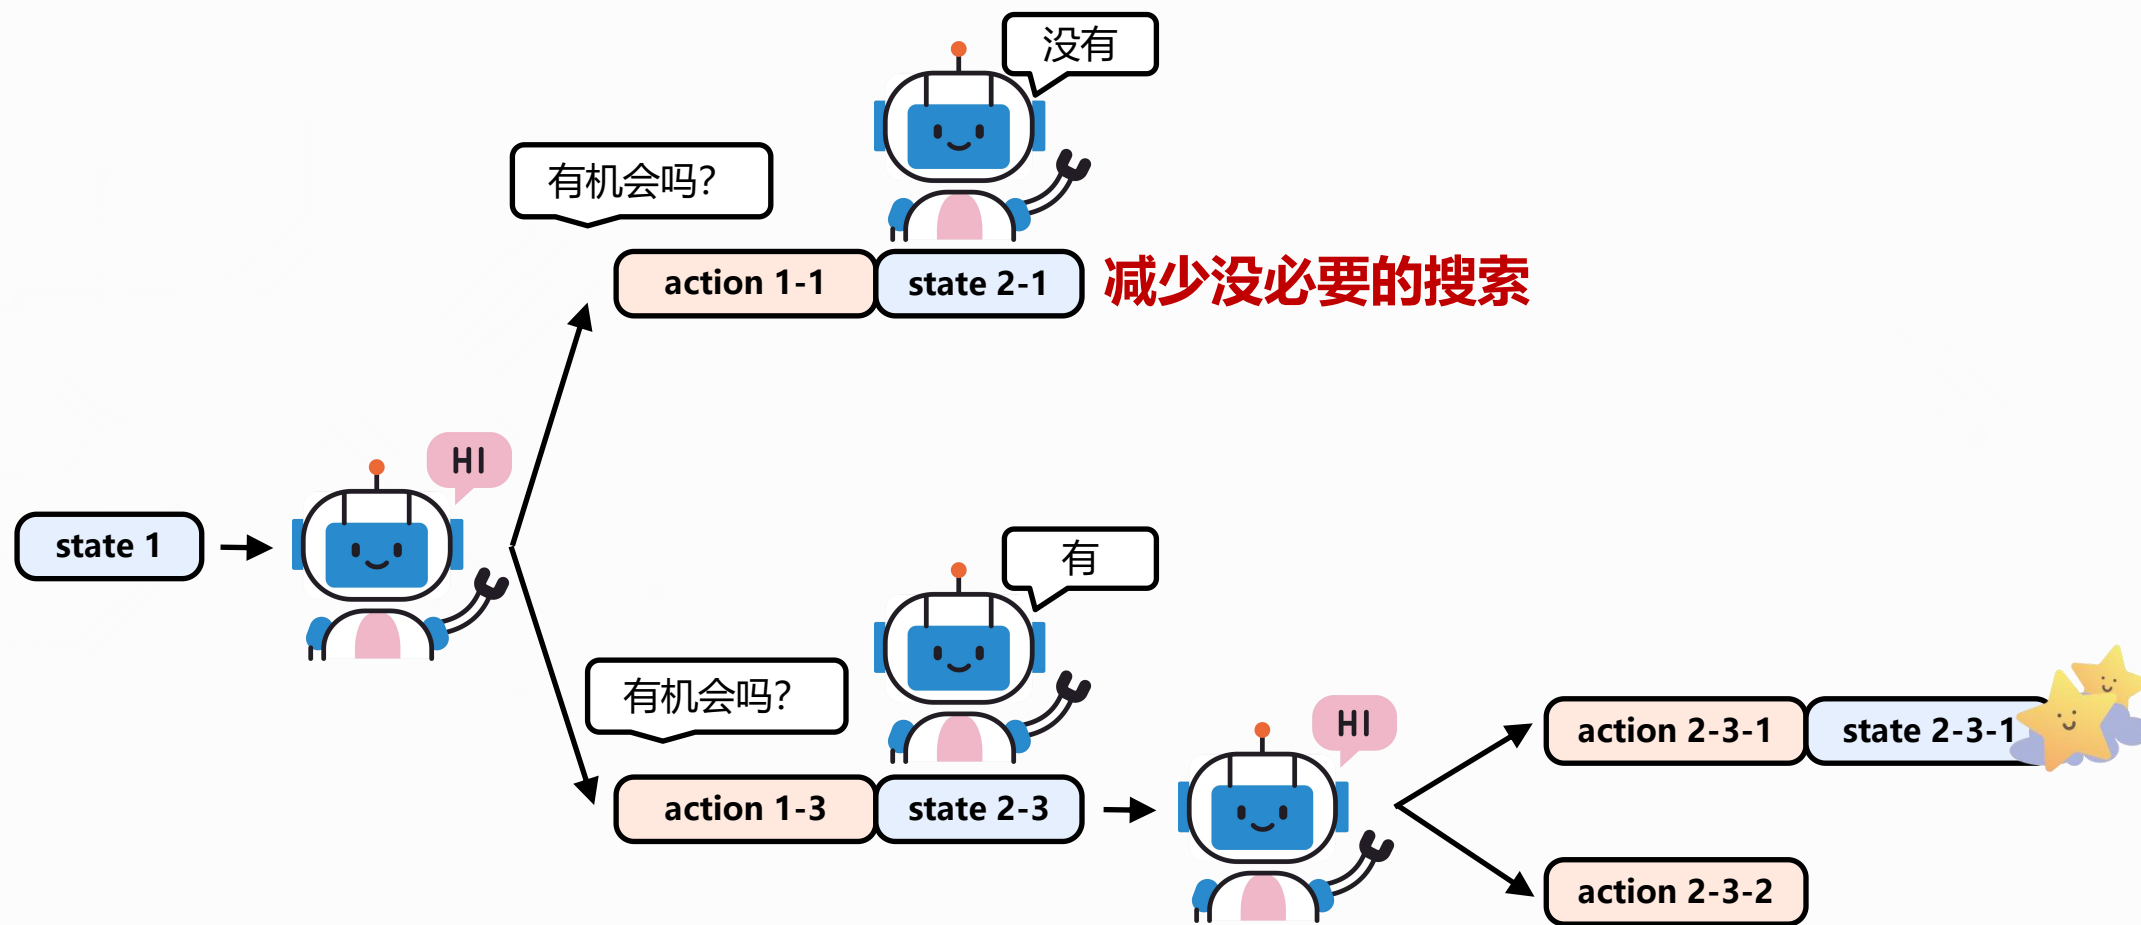 没有
有机会吗?
action 1-1
state 2-1
减少没必要的搜索
HI
state 1
有
有机会吗?
action 1-3
state 2-3
HI
action 2-3-1
state 2-3-1
action 2-3-2